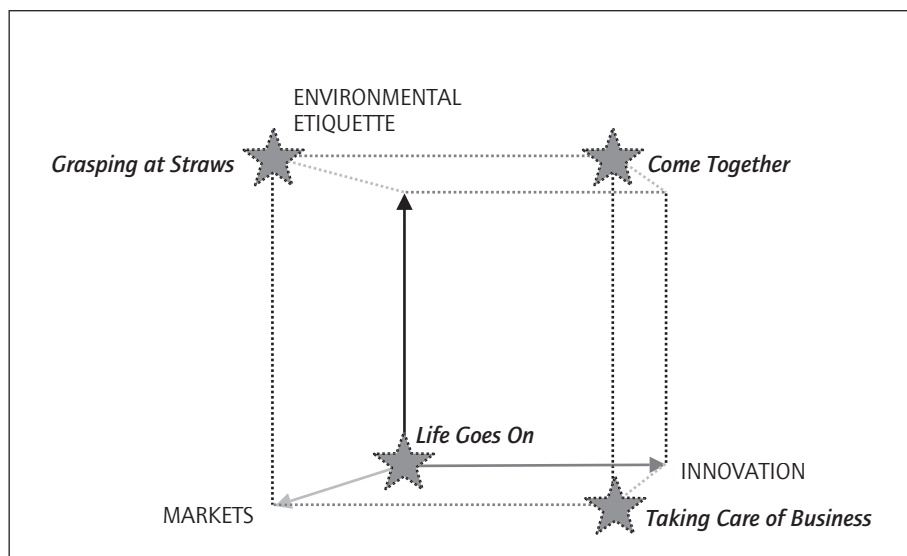 ENVIRONMENTAL
ETIQUETTE
Grasping at Straws
Come Together
Life Goes On
INNOVATION
MARKETS
Taking Care of Business